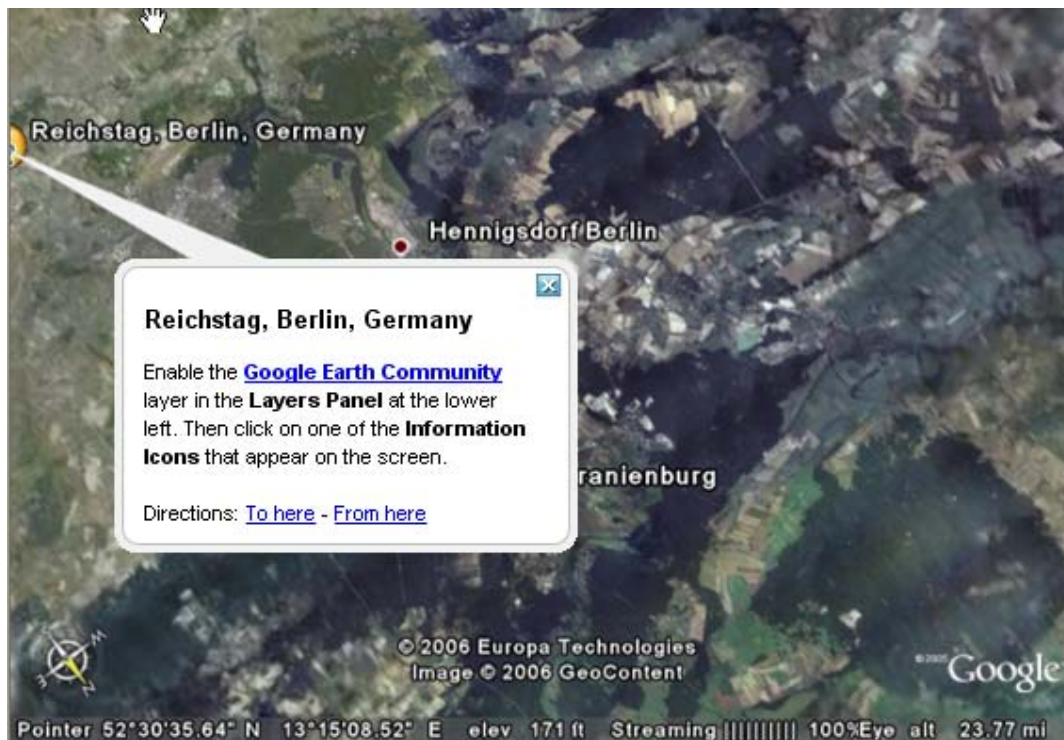 Reichstag, Berlin, Germany
Hennigsdorf Berlin
Reichstag, Berlin, Germany
Enable the Google Earth Community
layer in the Layers Panel at the lower
left. Then click on one of the Information
Icons that appear on the screen.
Directions: To here - From here
ranienburg
© 2006 Europa Technologies
Image © 2006 GeoContent
©2005 Google
Pointer 52°30'35.64" N 13°15'08.52" E elev 171 ft Streaming |||||||||| 100% Eye alt 23.77 mi